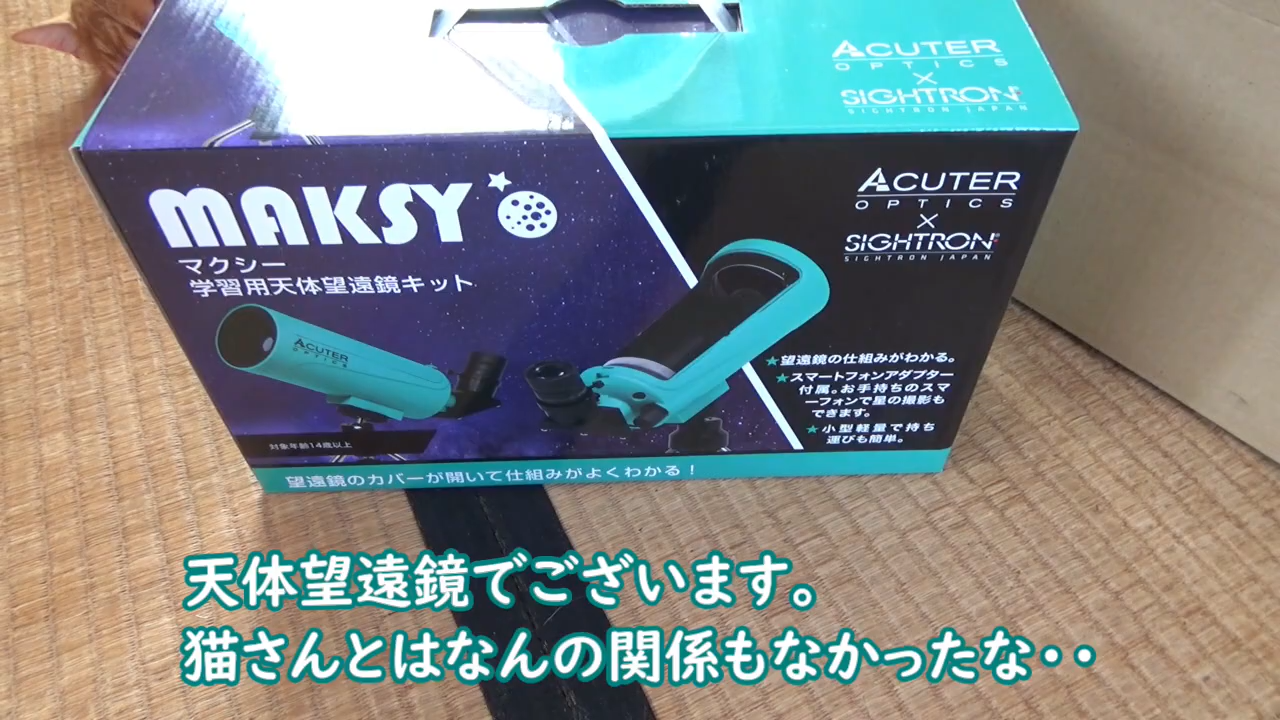 ACUTER
OPTICS
×
SIGHTRON
SIGHTRON JAPAN
MAKSY
マクシー
学習用天体望遠鏡キット
ACUTER
OPTICS
×
SIGHTRON
SIGHTRON JAPAN
ACUTER
OPTICS
★望遠鏡の仕組みがわかる。
★スマートフォンアダプター
付属。お手持ちのスマ
ーフォンで星の撮影も
できます。
★小型軽量で持ち
運びも簡単。
対象年齢14歳以上
望遠鏡のカバーが開いて仕組みがよくわかる!
天体望遠鏡でございます。
猫さんとはなんの関係もなかったな・・